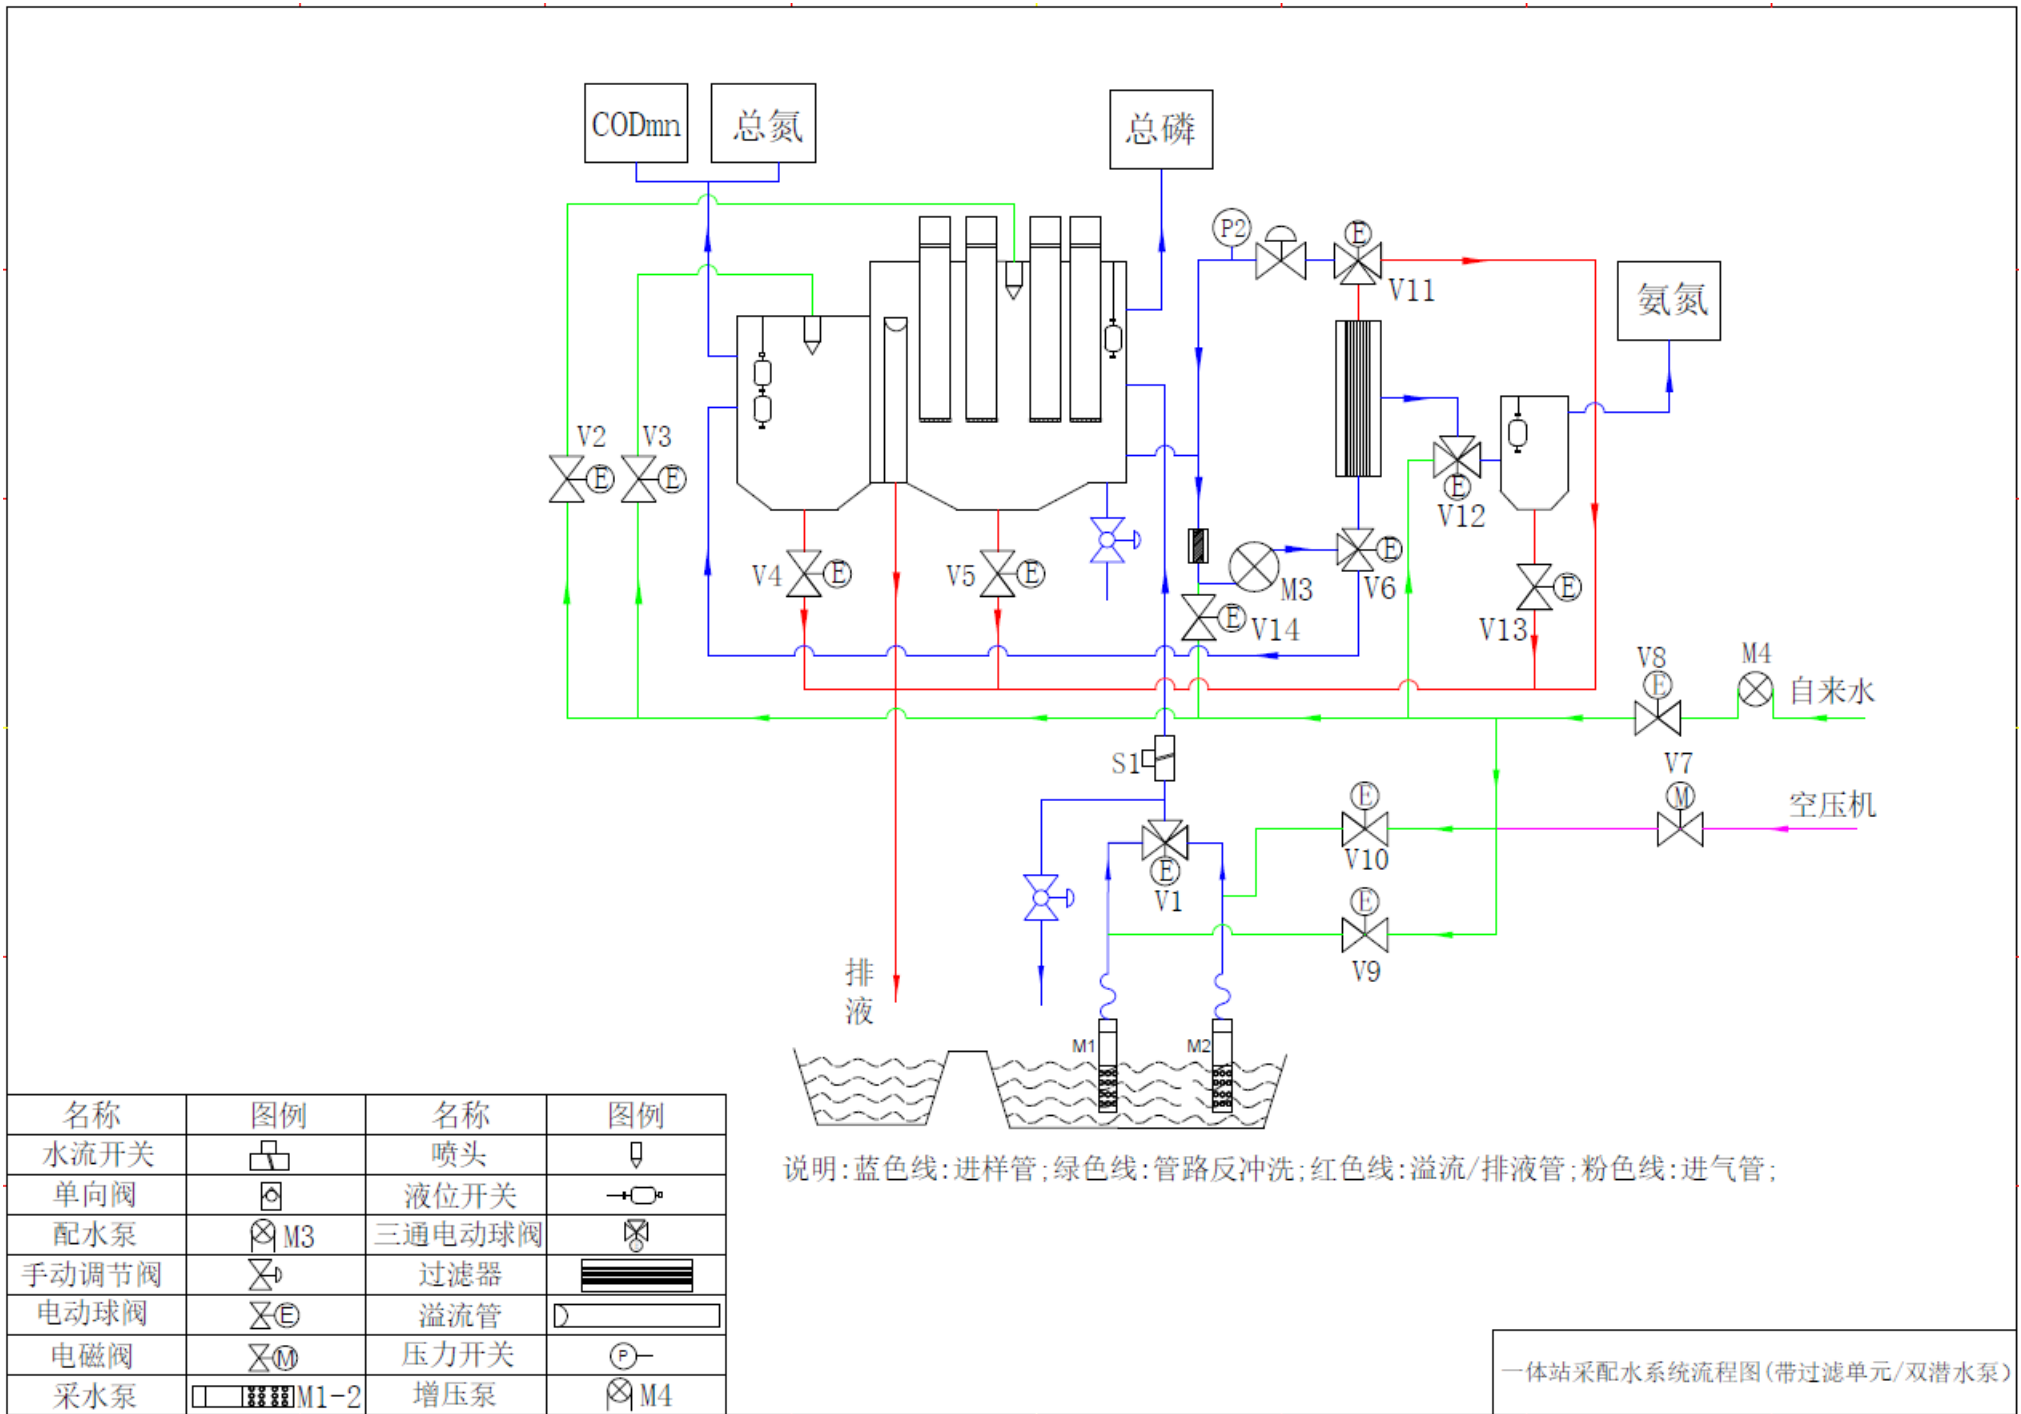 CODmn
总氮
总磷
P2
E
V11
氨氮
V2
E
V3
E
E
V12
V4
E
V5
E
M3
E
V6
E
V14
E
V13
V8
E
M4
自来水
S1
V7
M
空压机
E
V10
E
V1
E
V9
排
液
M1
M2
说明:蓝色线:进样管;绿色线:管路反冲洗;红色线:溢流/排液管;粉色线:进气管;
名称 图例 名称 图例
水流开关 喷头
单向阀 液位开关
配水泵 M3 三通电动球阀
手动调节阀 过滤器
电动球阀 E 溢流管
电磁阀 M 压力开关 P
采水泵 M1-2 增压泵 M4
一体站采配水系统流程图(带过滤单元/双潜水泵)